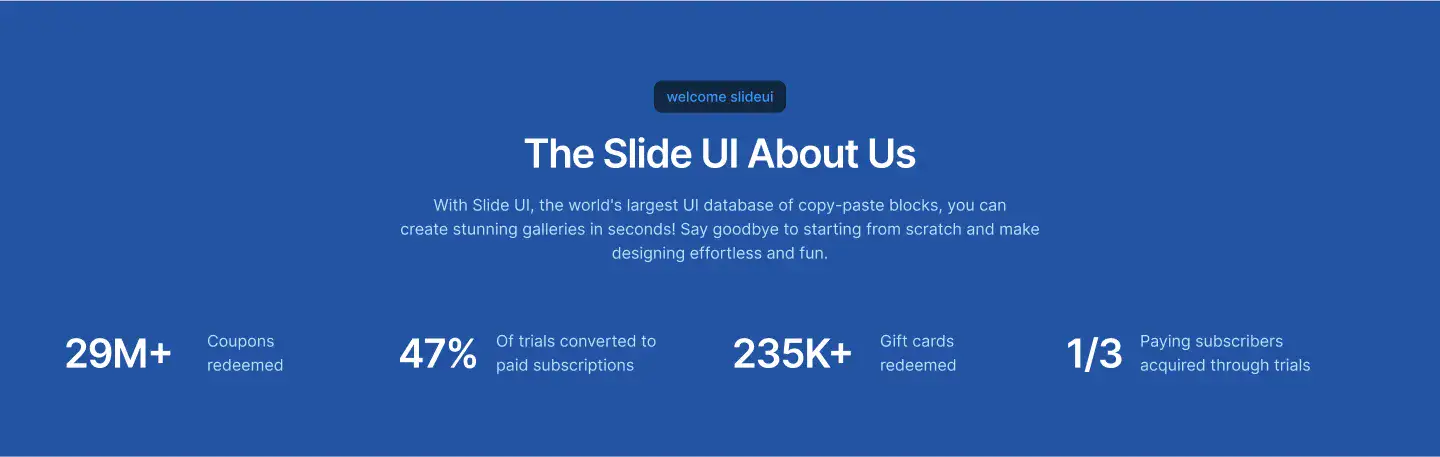 welcome slideui
The Slide UI About Us
With Slide UI, the world's largest UI database of copy-paste blocks, you can
create stunning galleries in seconds! Say goodbye to starting from scratch and make
designing effortless and fun.
29M+
Coupons
redeemed
47%
Of trials converted to
paid subscriptions
235K+
Gift cards
redeemed
1/3
Paying subscribers
acquired through trials